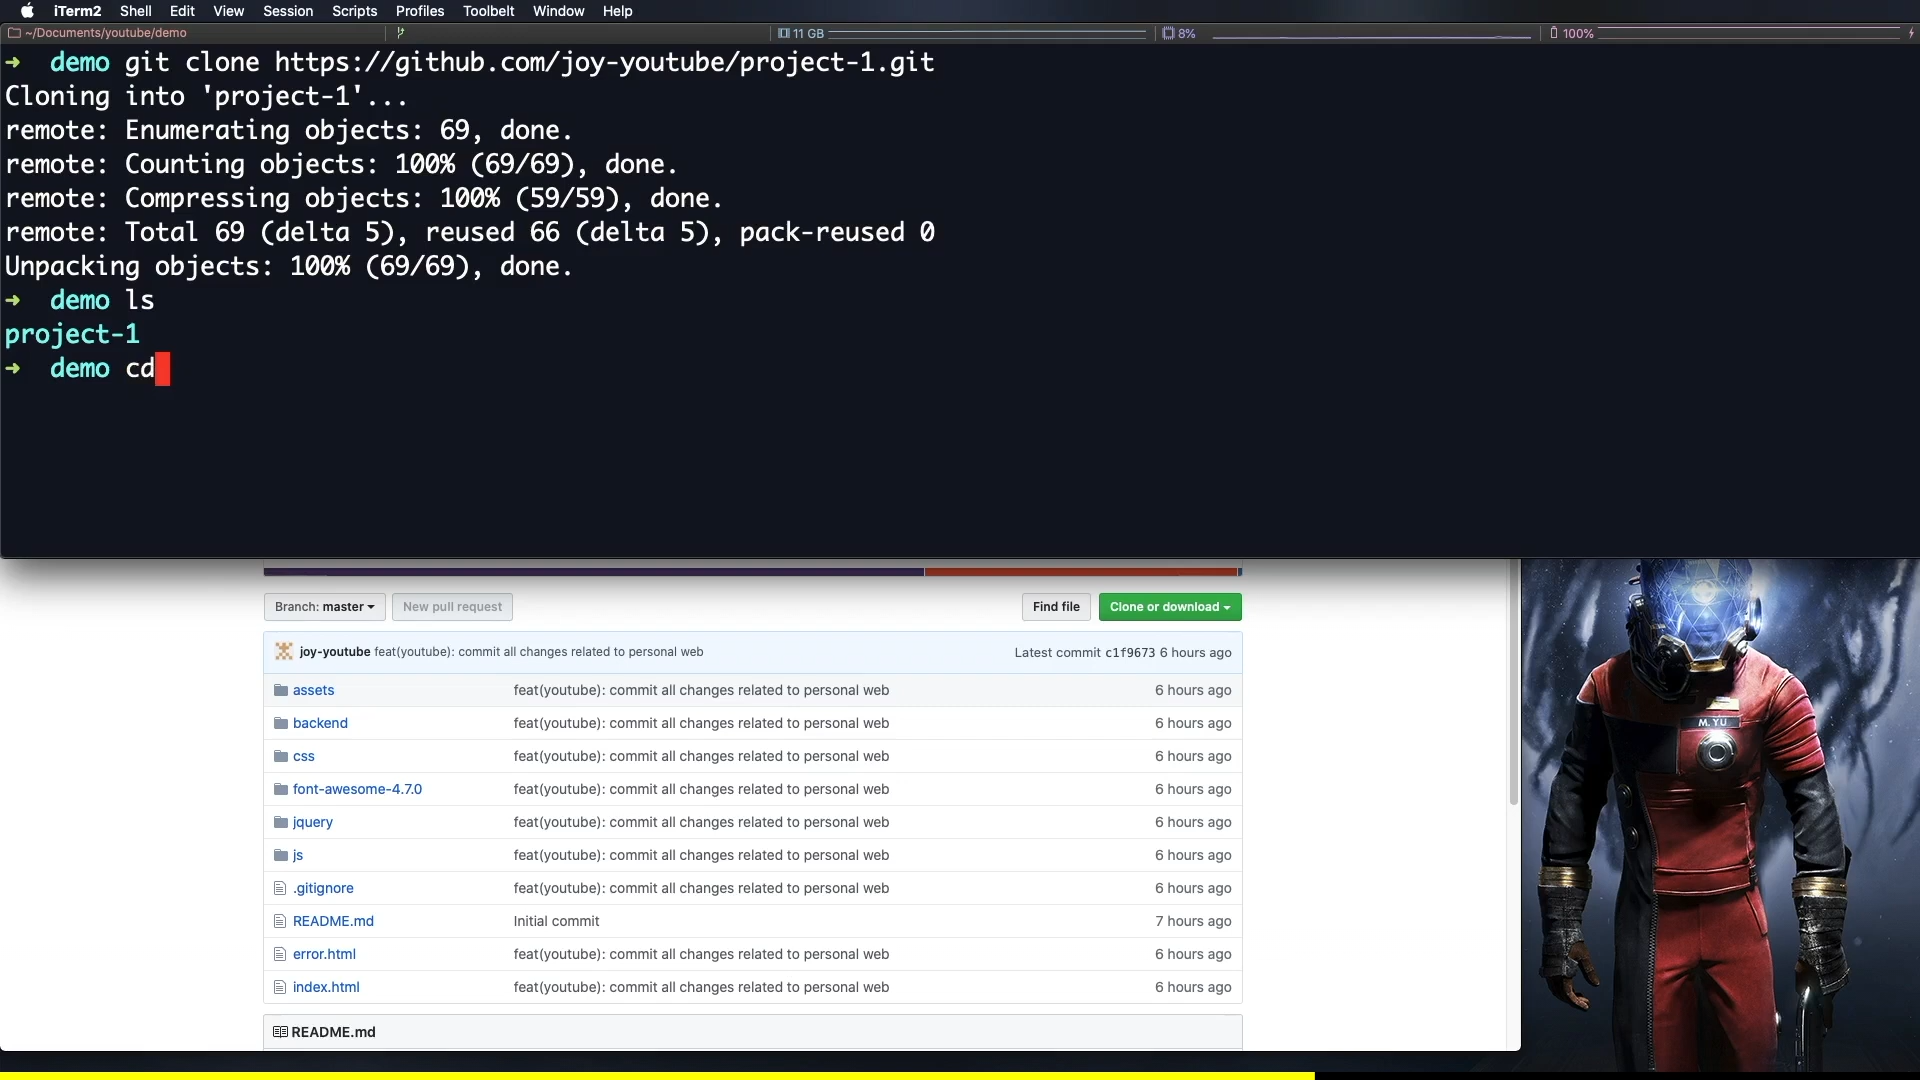 iTerm2 Shell Edit View Session Scripts Profiles Toolbelt Window Help
~/Documents/youtube/demo 11 GB 8% 100%
➜ demo git clone https://github.com/joy-youtube/project-1.git
Cloning into 'project-1'...
remote: Enumerating objects: 69, done.
remote: Counting objects: 100% (69/69), done.
remote: Compressing objects: 100% (59/59), done.
remote: Total 69 (delta 5), reused 66 (delta 5), pack-reused 0
Unpacking objects: 100% (69/69), done.
➜ demo ls
project-1
➜ demo cd
Branch: master New pull request Find file Clone or download
joy-youtube feat(youtube): commit all changes related to personal web Latest commit c1f9673 6 hours ago
assets feat(youtube): commit all changes related to personal web 6 hours ago
backend feat(youtube): commit all changes related to personal web 6 hours ago
css feat(youtube): commit all changes related to personal web 6 hours ago
font-awesome-4.7.0 feat(youtube): commit all changes related to personal web 6 hours ago
jquery feat(youtube): commit all changes related to personal web 6 hours ago
js feat(youtube): commit all changes related to personal web 6 hours ago
.gitignore feat(youtube): commit all changes related to personal web 6 hours ago
README.md Initial commit 7 hours ago
error.html feat(youtube): commit all changes related to personal web 6 hours ago
index.html feat(youtube): commit all changes related to personal web 6 hours ago
README.md
M. YU